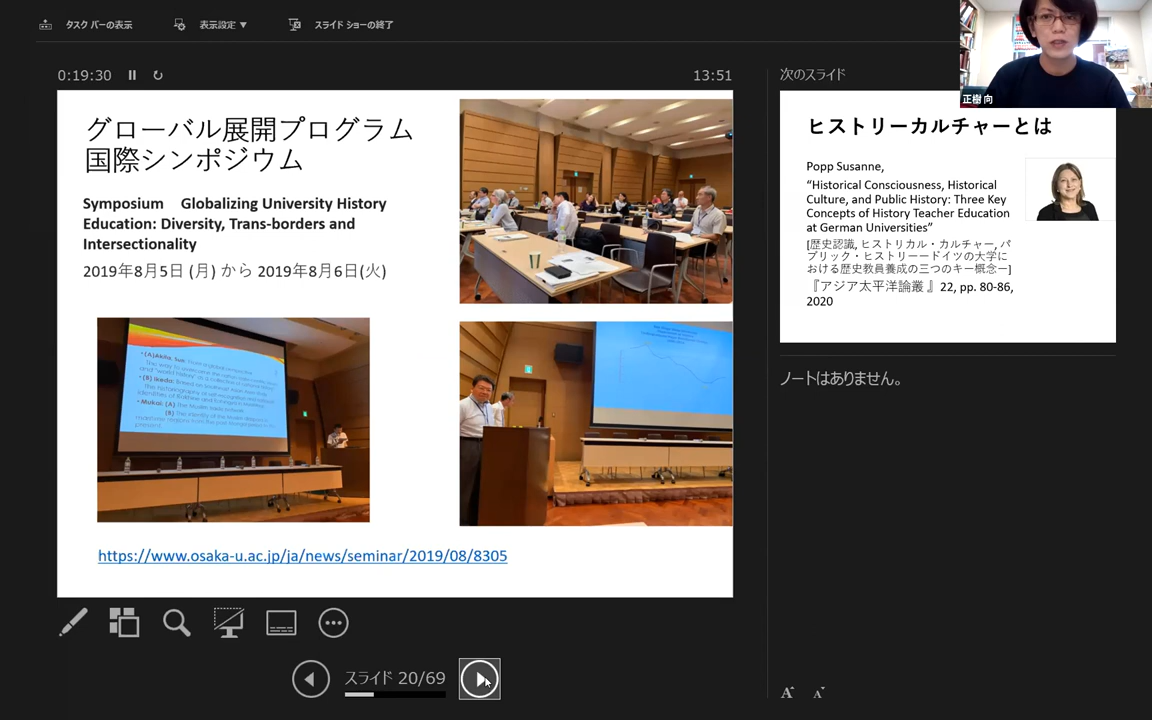 タスク バーの表示
表示設定 ▼
スライド ショーの終了
0:19:30
13:51
グローバル展開プログラム
国際シンポジウム
Symposium Globalizing University History
Education: Diversity, Trans-borders and
Intersectionality
2019年8月5日 (月) から 2019年8月6日(火)
• (A)Akita, Sue:
• (B) Ikeda:
https://www.osaka-u.ac.jp/ja/news/seminar/2019/08/8305
スライド 20/69
正樹 向
次のスライド
ヒストリーカルチャーとは
Popp Susanne,
“Historical Consciousness, Historical
Culture, and Public History: Three Key
Concepts of History Teacher Education
at German Universities”
[歴史認識, ヒストリカル・カルチャー, パ
ブリック・ヒストリーードイツの大学に
おける歴史教員養成の三つのキー概念ー]
『アジア太平洋論叢 』22, pp. 80-86,
2020
ノートはありません。
A A